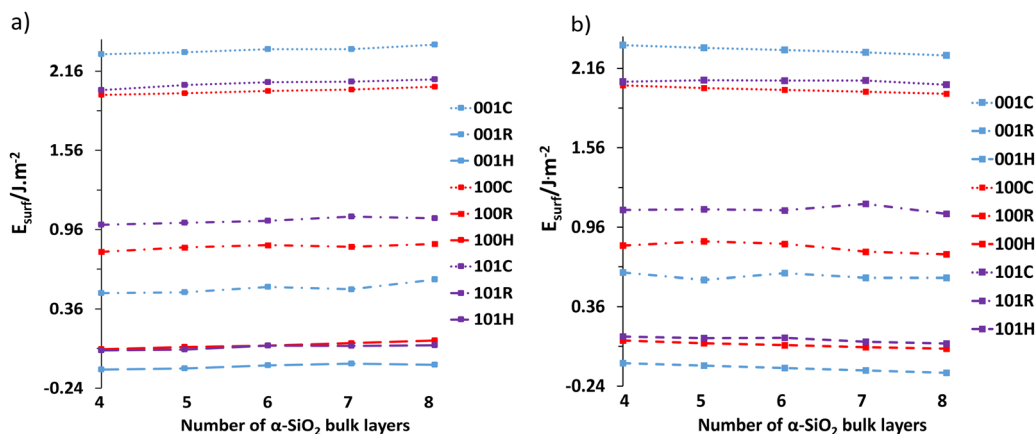 a)
E_surf/J.m⁻²
2.16
1.56
0.96
0.36
-0.24
4 5 6 7 8
Number of α-SiO₂ bulk layers
001C
001R
001H
100C
100R
100H
101C
101R
101H
b)
E_surf/J·m⁻²
2.16
1.56
0.96
0.36
-0.24
4 5 6 7 8
Number of α-SiO₂ bulk layers
001C
001R
001H
100C
100R
100H
101C
101R
101H